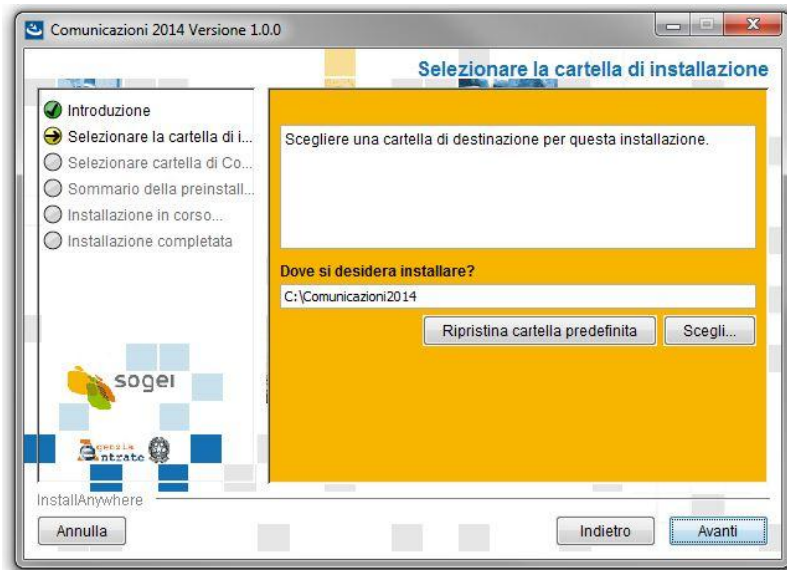 Comunicazioni 2014 Versione 1.0.0
Selezionare la cartella di installazione
Introduzione
Selezionare la cartella di i...
Selezionare cartella di Co...
Sommario della preinstall...
Installazione in corso...
Installazione completata
Scegliere una cartella di destinazione per questa installazione.
Dove si desidera installare?
C:\Comunicazioni2014
Ripristina cartella predefinita
Scegli...
sogei
Agenzia
Entrate
InstallAnywhere
Annulla
Indietro
Avanti